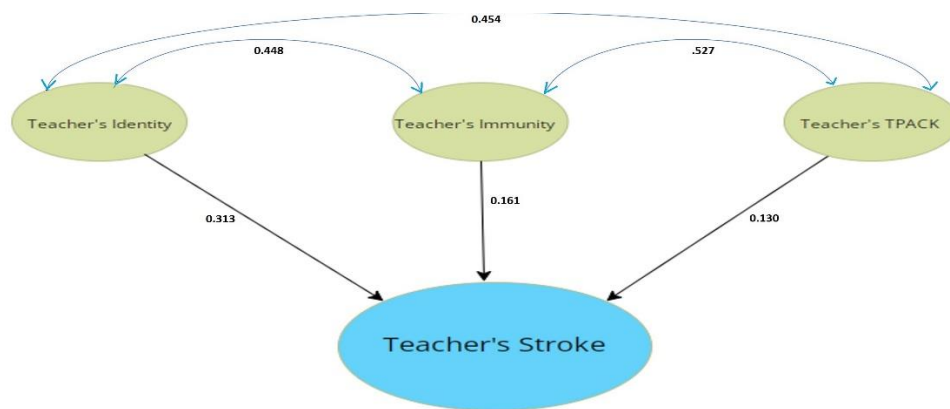 0.454
0.448
.527
Teacher's Identity
Teacher's Immunity
Teacher's TPACK
0.313
0.161
0.130
Teacher's Stroke